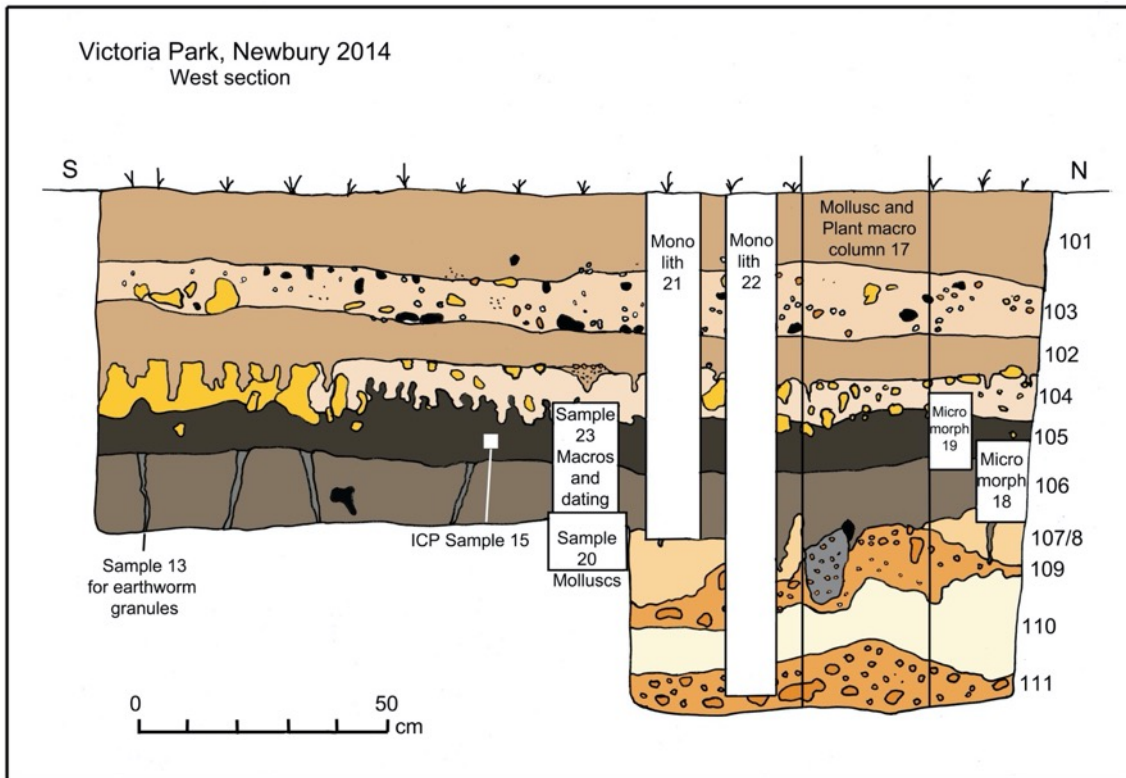 Victoria Park, Newbury 2014
West section
S
N
Mollusc and
Plant macro
column 17
Mono
lith
21
Mono
lith
22
101
103
102
104
105
106
107/8
109
110
111
Sample
23
Macros
and
dating
Micro
morph
19
Micro
morph
18
Sample 13
for earthworm
granules
ICP Sample 15
Sample
20
Molluscs
0
50
cm